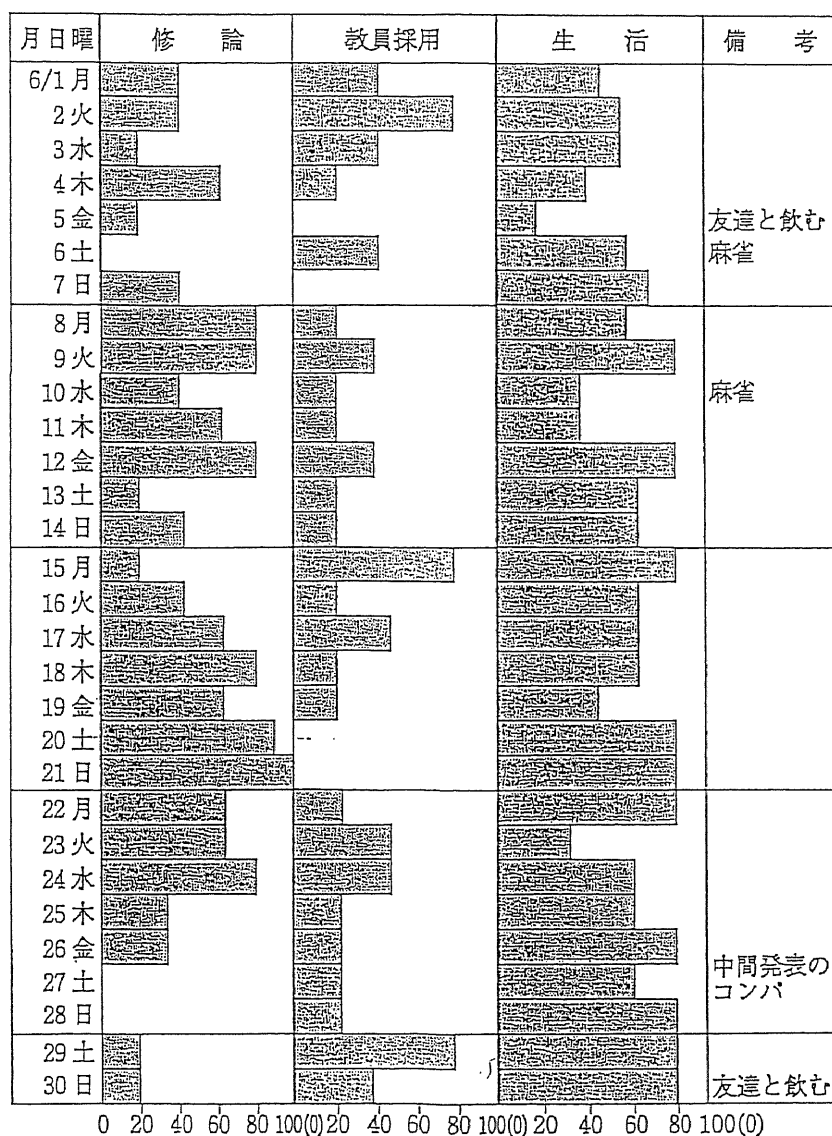 月日曜 修論 教員採用 生活 備考
6/1月
2火
3水
4木
5金 友達と飲む
6土 麻雀
7日
8月
9火
10水 麻雀
11木
12金
13土
14日
15月
16火
17水
18木
19金
20土
21日
22月
23火
24水
25木
26金
27土 中間発表の
コンパ
28日
29土
30日 友達と飲む
0 20 40 60 80 100(0) 20 40 60 80 100(0) 20 40 60 80 100(0)